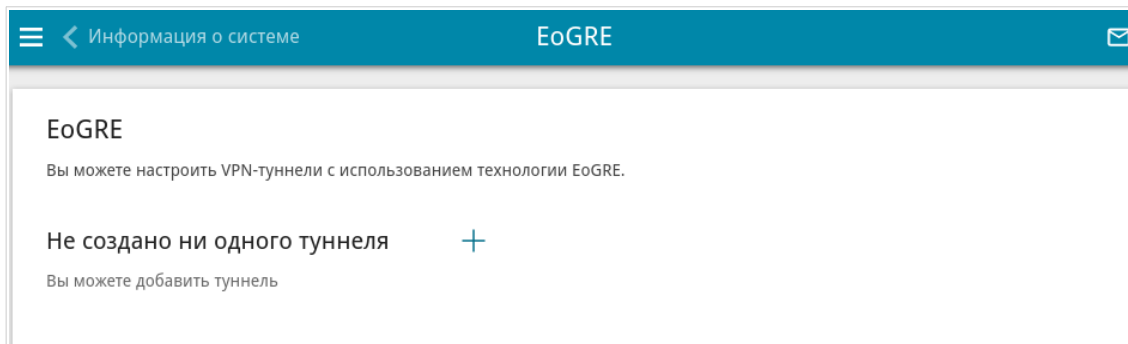 Информация о системе
EoGRE
EoGRE
Вы можете настроить VPN-туннели с использованием технологии EoGRE.
Не создано ни одного туннеля
Вы можете добавить туннель